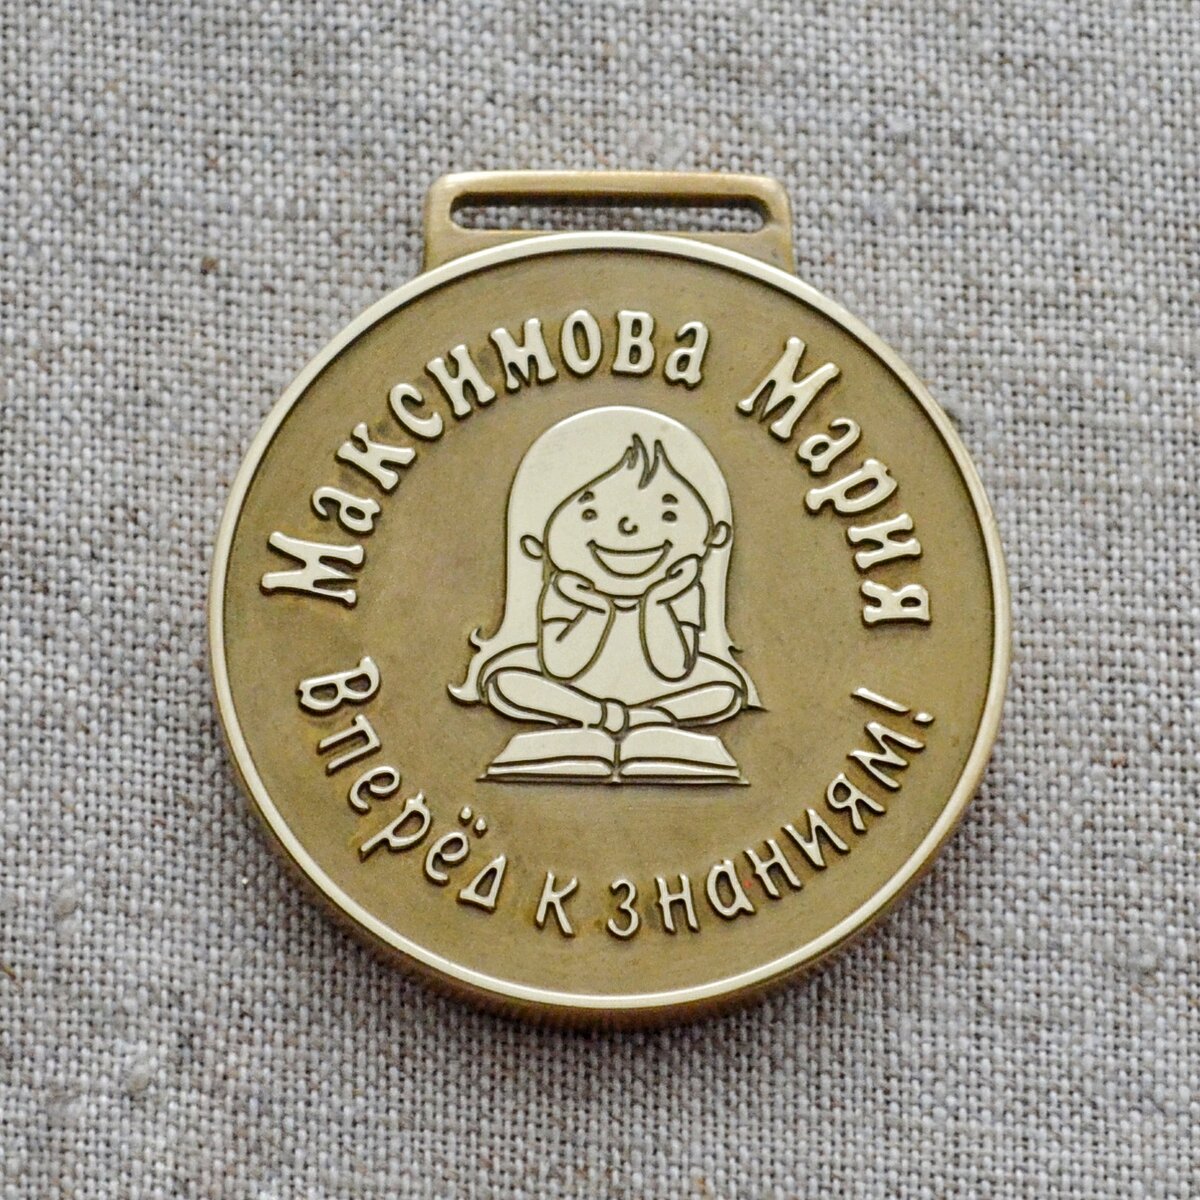 Максимова Мария
Вперёд к знаниям!